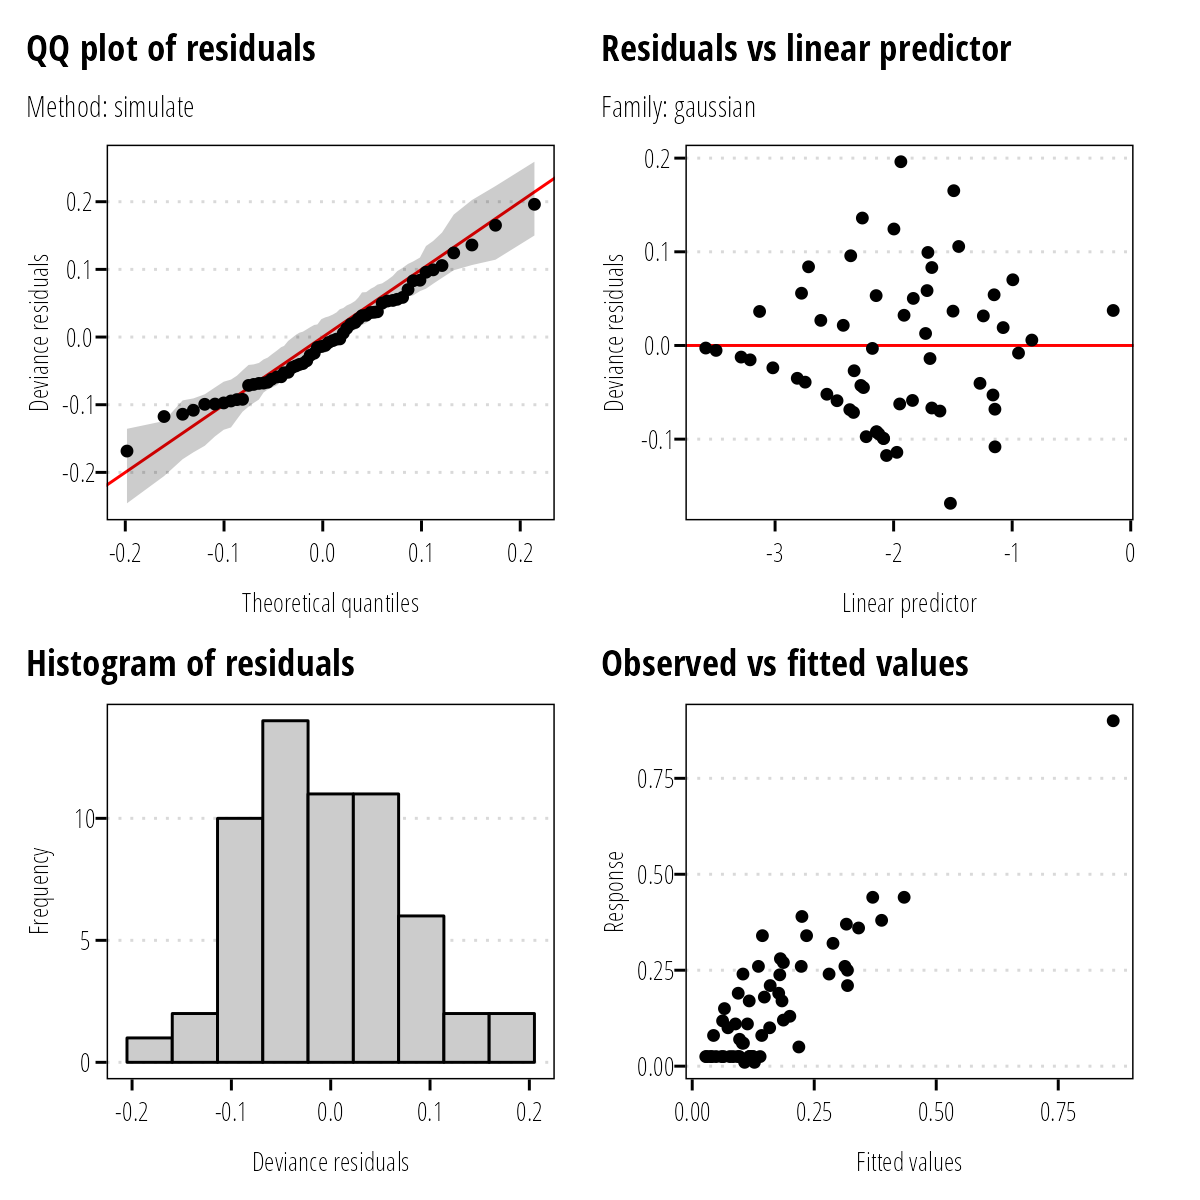 QQ plot of residuals
Method: simulate
Deviance residuals
0.2
0.1
0.0
-0.1
-0.2
-0.2 -0.1 0.0 0.1 0.2
Theoretical quantiles
Residuals vs linear predictor
Family: gaussian
Deviance residuals
0.2
0.1
0.0
-0.1
-3 -2 -1 0
Linear predictor
Histogram of residuals
Frequency
10
5
0
-0.2 -0.1 0.0 0.1 0.2
Deviance residuals
Observed vs fitted values
Response
0.75
0.50
0.25
0.00
0.00 0.25 0.50 0.75
Fitted values